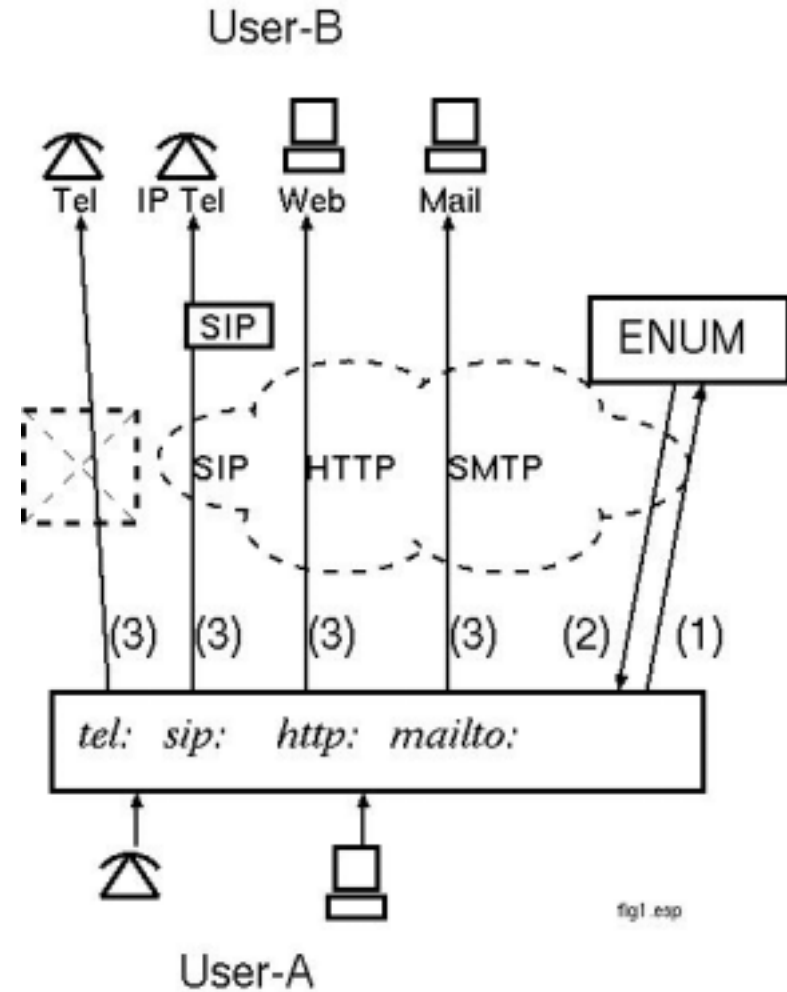 User-B
Tel IP Tel Web Mail
SIP
ENUM
SIP HTTP SMTP
(3) (3) (3) (3) (2) (1)
tel: sip: http: mailto:
fig1.esp
User-A